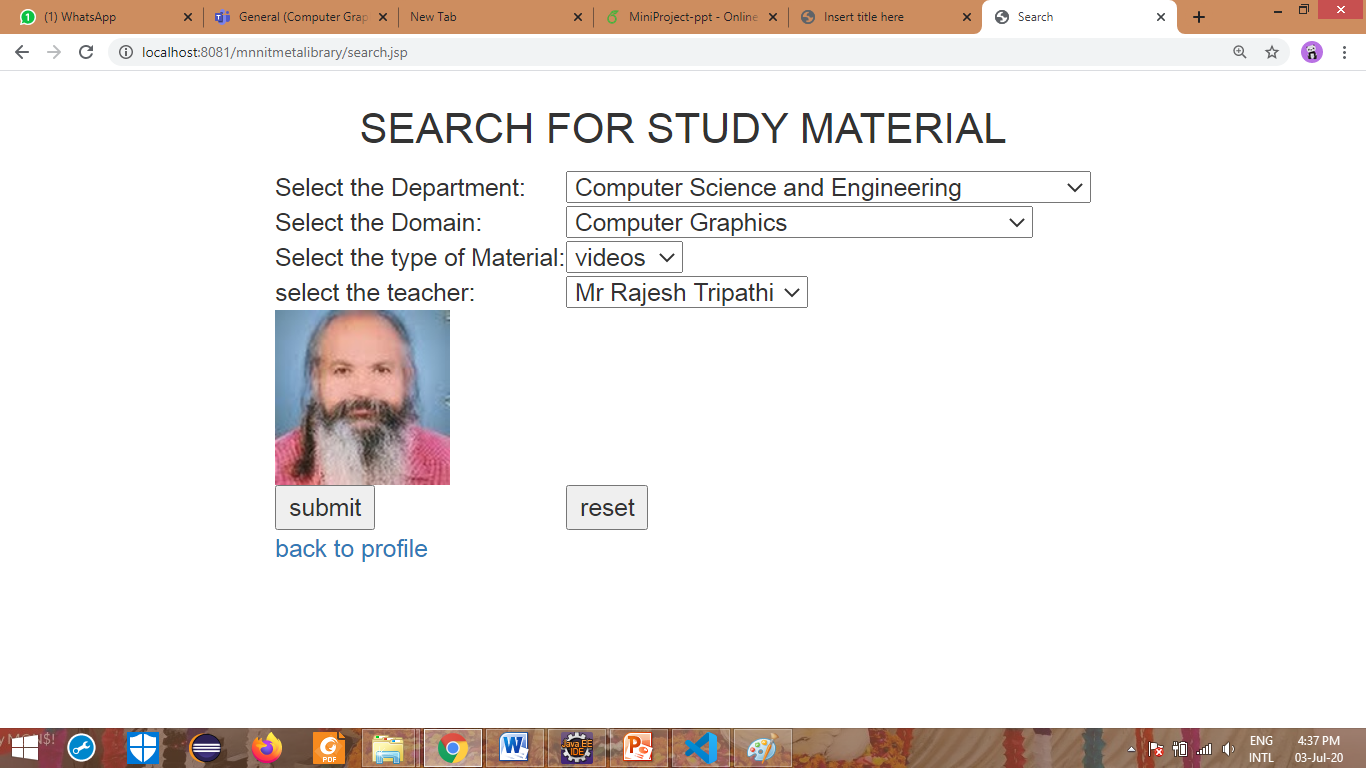 (1) WhatsApp
General (Computer Grap
New Tab
MiniProject-ppt - Online
Insert title here
Search
localhost:8081/mnnitmetalibrary/search.jsp
SEARCH FOR STUDY MATERIAL
Select the Department: Computer Science and Engineering
Select the Domain: Computer Graphics
Select the type of Material: videos
select the teacher: Mr Rajesh Tripathi
submit reset
back to profile
PDF
Java EE
IDE
ENG 4:37 PM
INTL 03-Jul-20